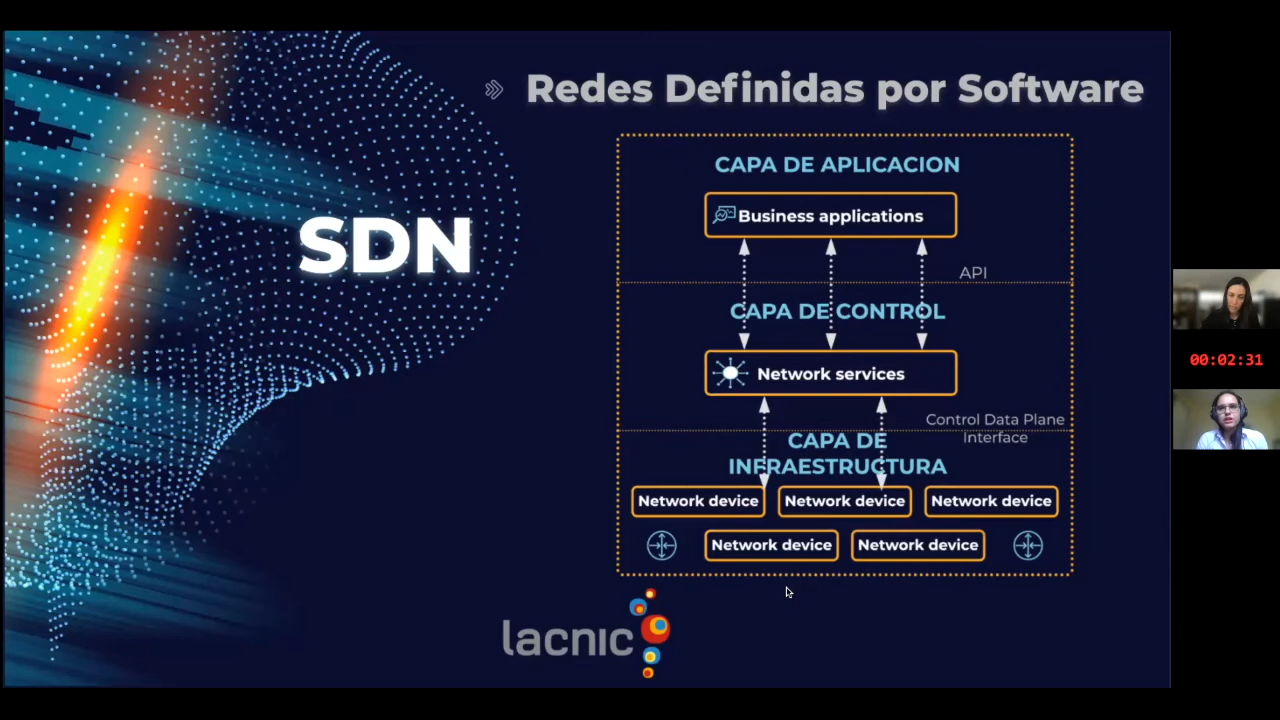 Redes Definidas por Software
SDN
CAPA DE APLICACION
Business applications
API
CAPA DE CONTROL
Network services
Control Data Plane
Interface
CAPA DE
INFRAESTRUCTURA
Network device
Network device
Network device
Network device
Network device
lacnic
00:02:31